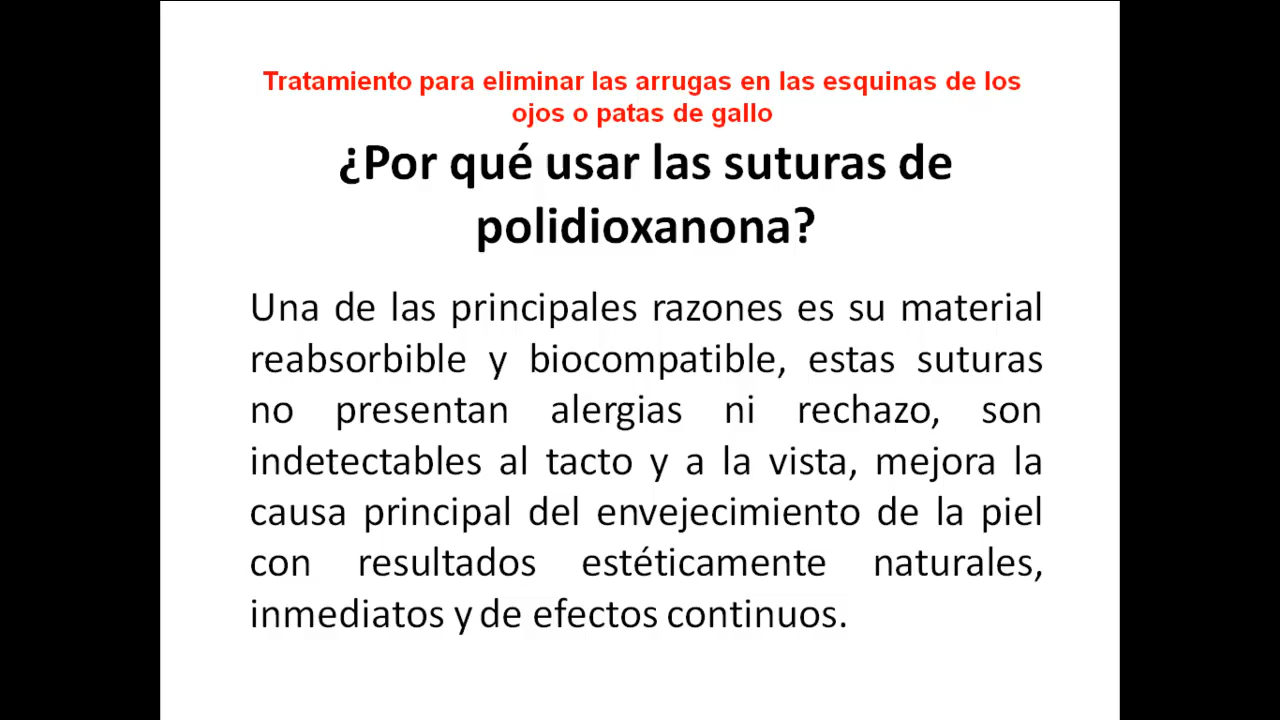 Tratamiento para eliminar las arrugas en las esquinas de los
ojos o patas de gallo
¿Por qué usar las suturas de
polidioxanona?
Una de las principales razones es su material
reabsorbible y biocompatible, estas suturas
no presentan alergias ni rechazo, son
indetectables al tacto y a la vista, mejora la
causa principal del envejecimiento de la piel
con resultados estéticamente naturales,
inmediatos y de efectos continuos.